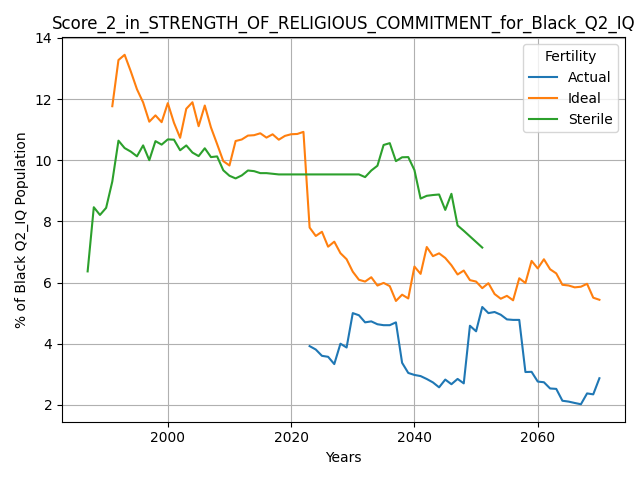 Score_2_in_STRENGTH_OF_RELIGIOUS_COMMITMENT_for_Black_Q2_IQ
Fertility
Actual
Ideal
Sterile
% of Black Q2_IQ Population
14
12
10
8
6
4
2
2000 2020 2040 2060
Years